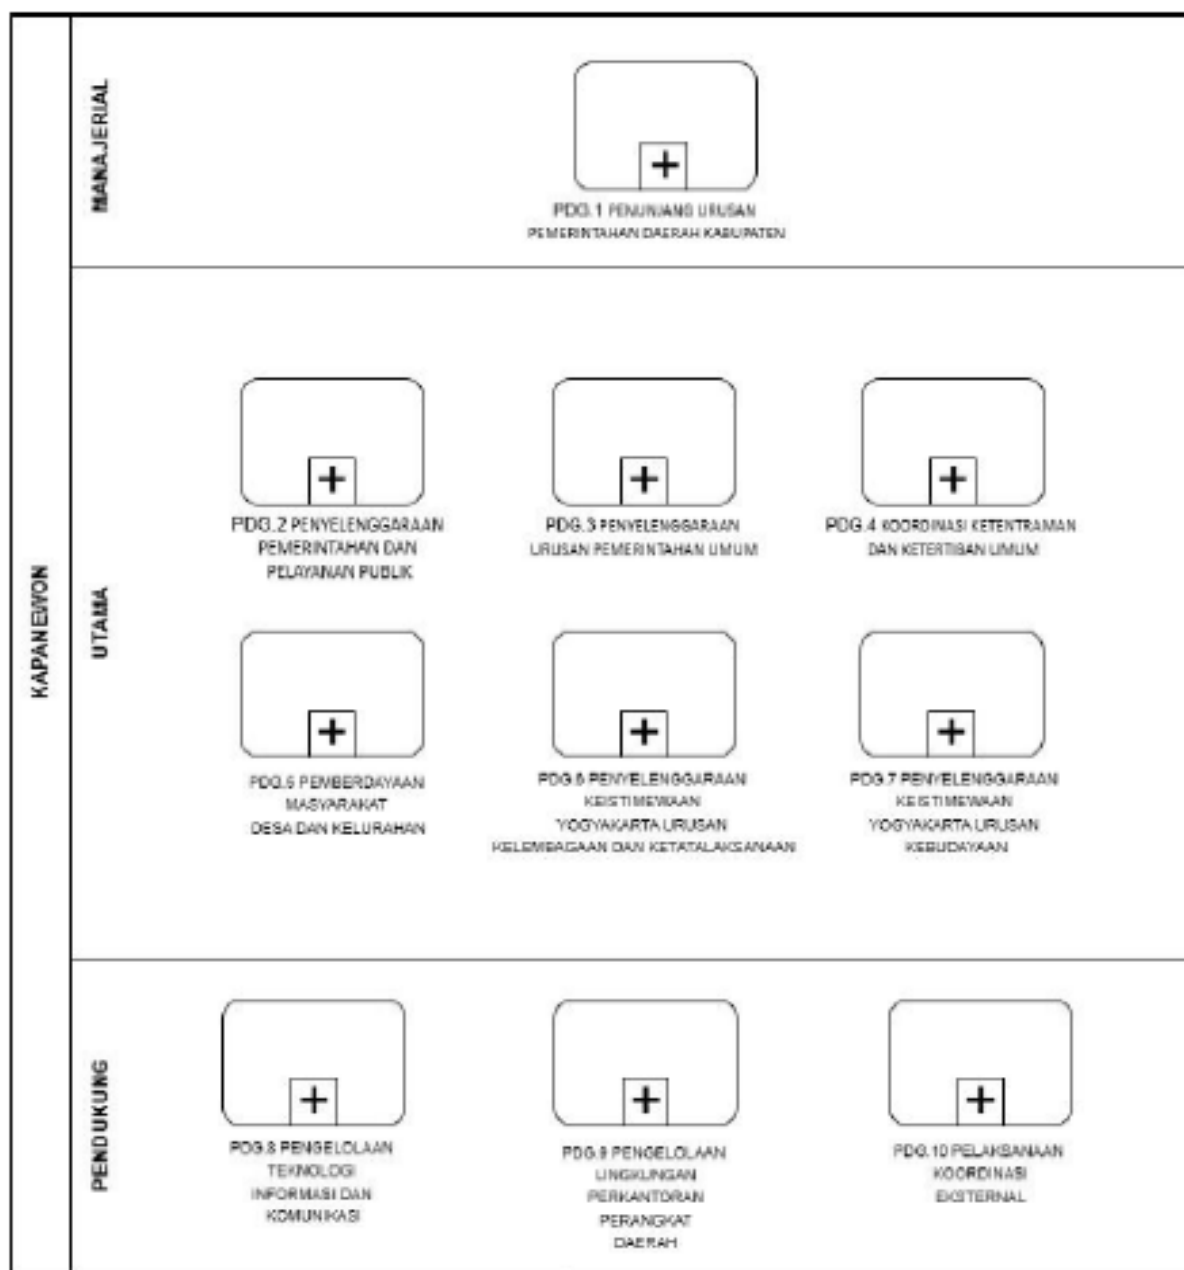 KAPANEWON
MANAJERIAL
PDG.1 PENUNJANG URUSAN
PEMERINTAHAN DAERAH KABUPATEN
UTAMA
PDG.2 PENYELENGGARAAN
PEMERINTAHAN DAN
PELAYANAN PUBLIK
PDG.3 PENYELENGGARAAN
URUSAN PEMERINTAHAN UMUM
PDG.4 KOORDINASI KETENTRAMAN
DAN KETERTIBAN UMUM
PDG.5 PEMBERDAYAAN
MASYARAKAT
DESA DAN KELURAHAN
PDG.6 PENYELENGGARAAN
KEISTIMEWAAN
YOGYAKARTA URUSAN
KELEMBAGAAN DAN KETATALAKSANAAN
PDG.7 PENYELENGGARAAN
KEISTIMEWAAN
YOGYAKARTA URUSAN
KEBUDAYAAN
PENDUKUNG
PDG.8 PENGELOLAAN
TEKNOLOGI
INFORMASI DAN
KOMUNIKASI
PDG.9 PENGELOLAAN
LINGKUNGAN
PERKANTORAN
PERANGKAT
DAERAH
PDG.10 PELAKSANAAN
KOORDINASI
EKSTERNAL